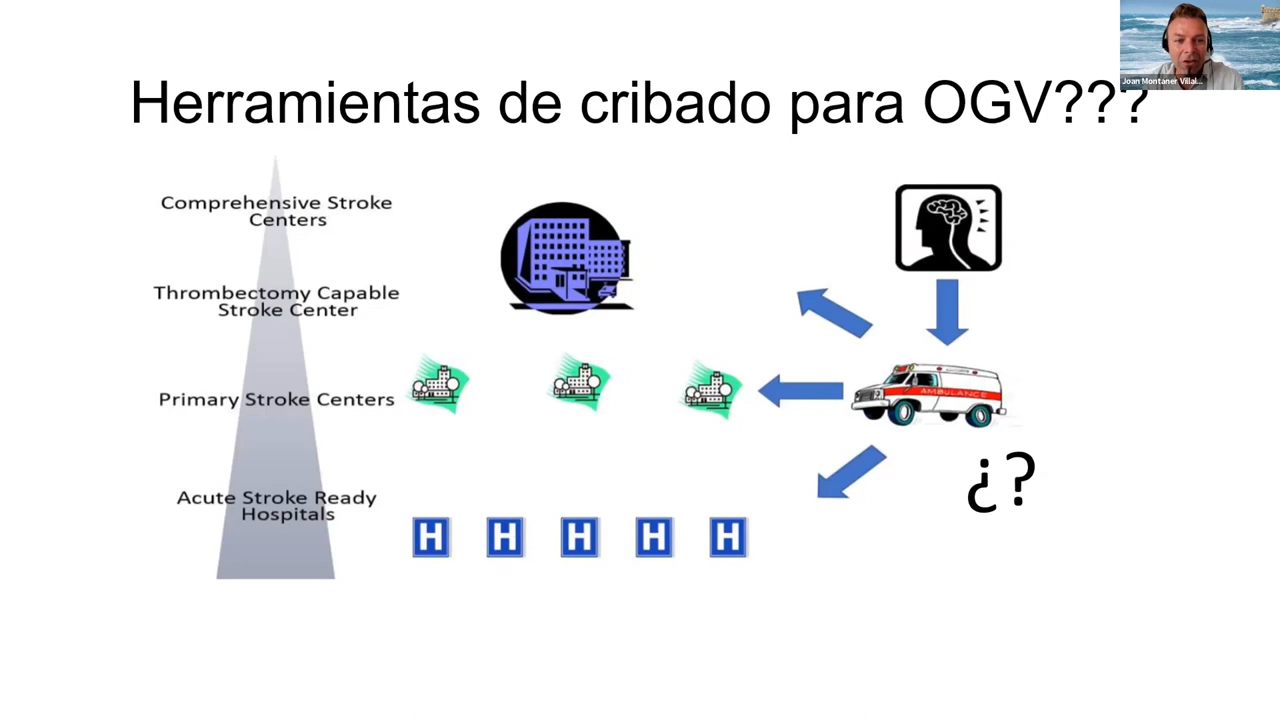 Joan Montaner Villal...
Herramientas de cribado para OGV???
Comprehensive Stroke
Centers
Thrombectomy Capable
Stroke Center
Primary Stroke Centers
AMBULANCE
¿?
Acute Stroke Ready
Hospitals
H H H H H